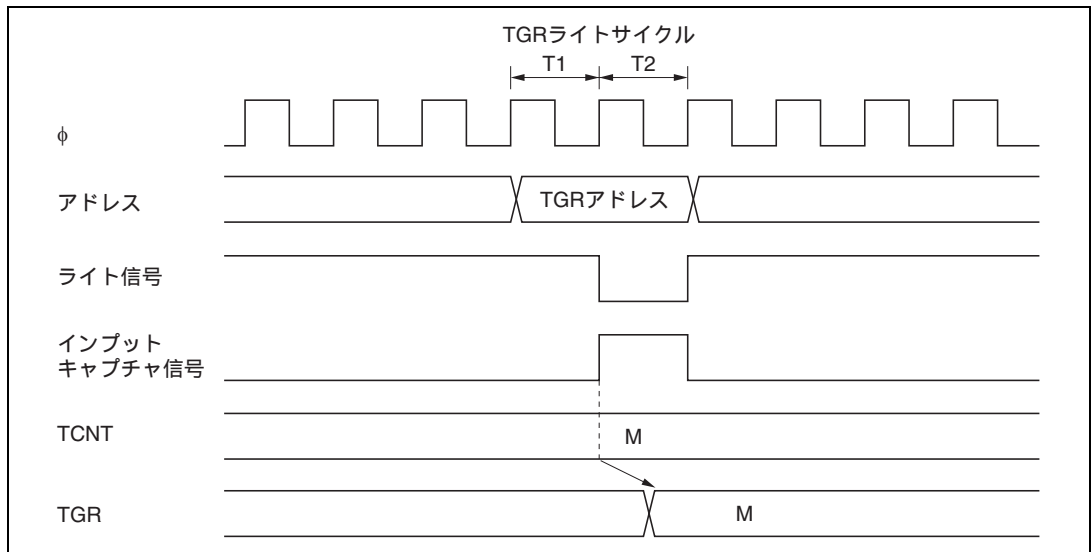 TGRライトサイクル
T1 T2
φ
アドレス TGRアドレス
ライト信号
インプット
キャプチャ信号
TCNT M
TGR M